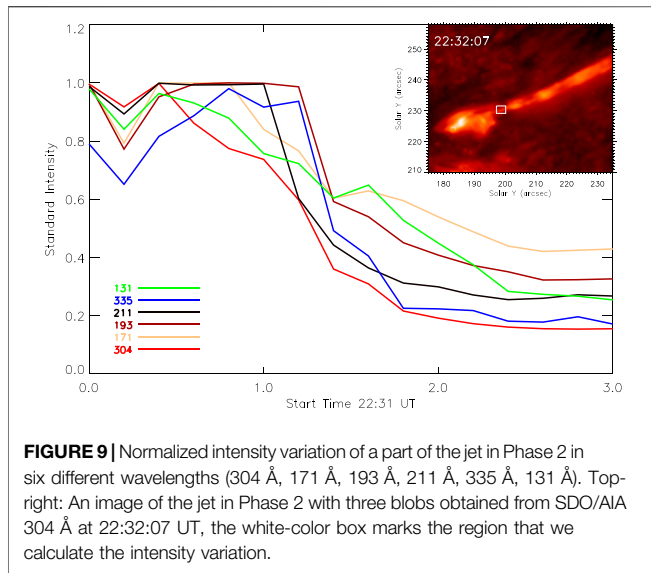 1.2
1.0
0.8
0.6
0.4
0.2
0.0
Standard Intensity
131
335
211
193
171
304
0.0 1.0 2.0 3.0
Start Time 22:31 UT
22:32:07
250
240
230
220
210
Solar Y (arcsec)
180 190 200 210 220 230
Solar Y (arcsec)
FIGURE 9 | Normalized intensity variation of a part of the jet in Phase 2 in
six different wavelengths (304 Å, 171 Å, 193 Å, 211 Å, 335 Å, 131 Å). Top-
right: An image of the jet in Phase 2 with three blobs obtained from SDO/AIA
304 Å at 22:32:07 UT, the white-color box marks the region that we
calculate the intensity variation.